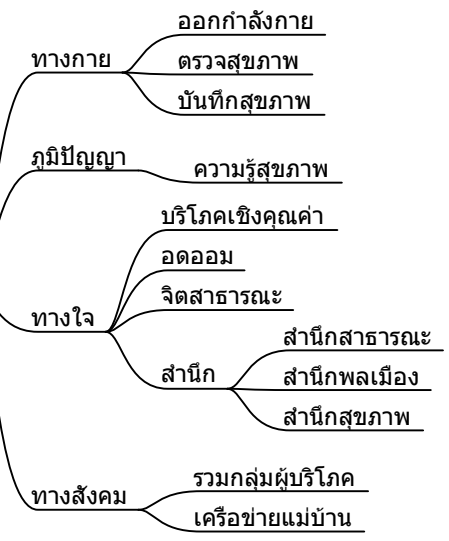 ทางกาย
ออกกำลังกาย
ตรวจสุขภาพ
บันทึกสุขภาพ
ภูมิปัญญา
ความรู้สุขภาพ
ทางใจ
บริโภคเชิงคุณค่า
อดออม
จิตสาธารณะ
สำนึก
สำนึกสาธารณะ
สำนึกพลเมือง
สำนึกสุขภาพ
ทางสังคม
รวมกลุ่มผู้บริโภค
เครือข่ายแม่บ้าน